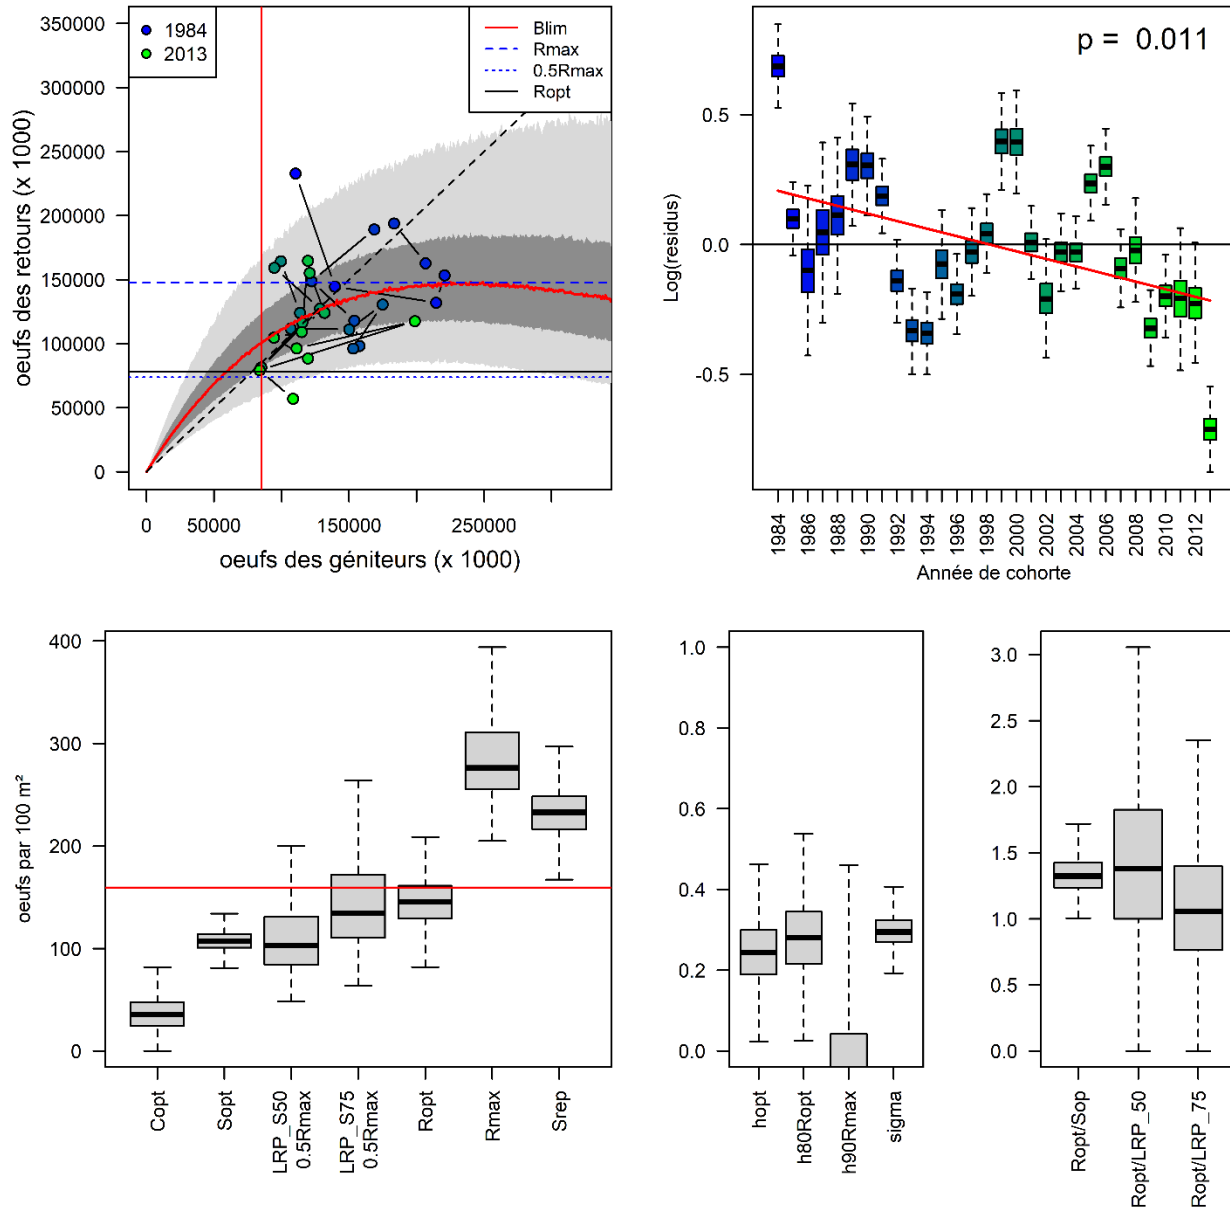 350000
300000
250000
200000
150000
100000
50000
0
oeufs des retours (x 1000)
1984
2013
Blim
Rmax
0.5Rmax
Ropt
0
50000
150000
250000
oeufs des géniteurs (x 1000)
p = 0.011
0.5
0.0
-0.5
Log(residus)
1984
1986
1988
1990
1992
1994
1996
1998
2000
2002
2004
2006
2008
2010
2012
Année de cohorte
400
300
200
100
0
oeufs par 100 m²
Copt
Sopt
LRP_S50
0.5Rmax
LRP_S75
0.5Rmax
Ropt
Rmax
Srep
1.0
0.8
0.6
0.4
0.2
0.0
hopt
h80Ropt
h90Rmax
sigma
3.0
2.5
2.0
1.5
1.0
0.5
0.0
Ropt/Sop
Ropt/LRP_50
Ropt/LRP_75